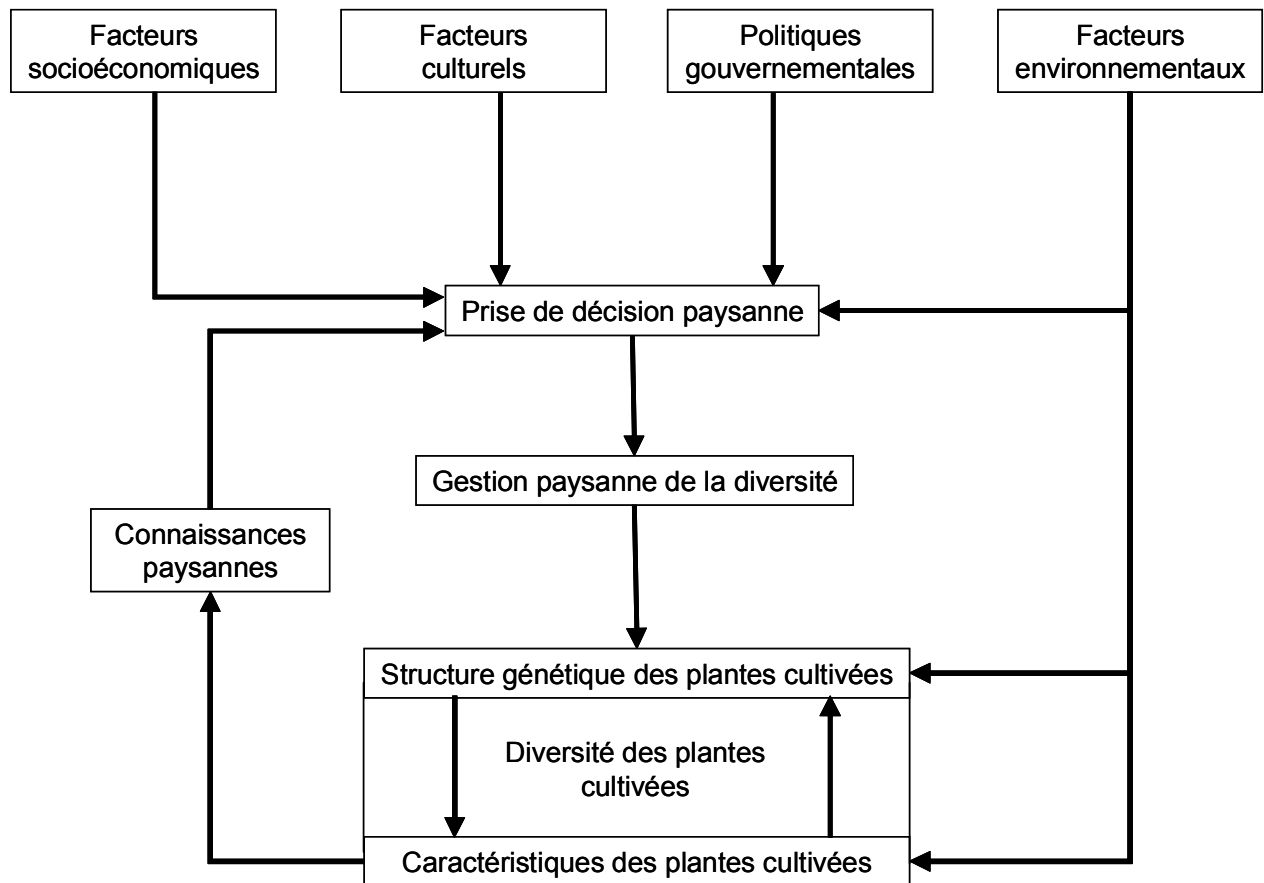 Facteurs
socioéconomiques
Facteurs
culturels
Politiques
gouvernementales
Facteurs
environnementaux
Prise de décision paysanne
Gestion paysanne de la diversité
Connaissances
paysannes
Structure génétique des plantes cultivées
Diversité des plantes
cultivées
Caractéristiques des plantes cultivées